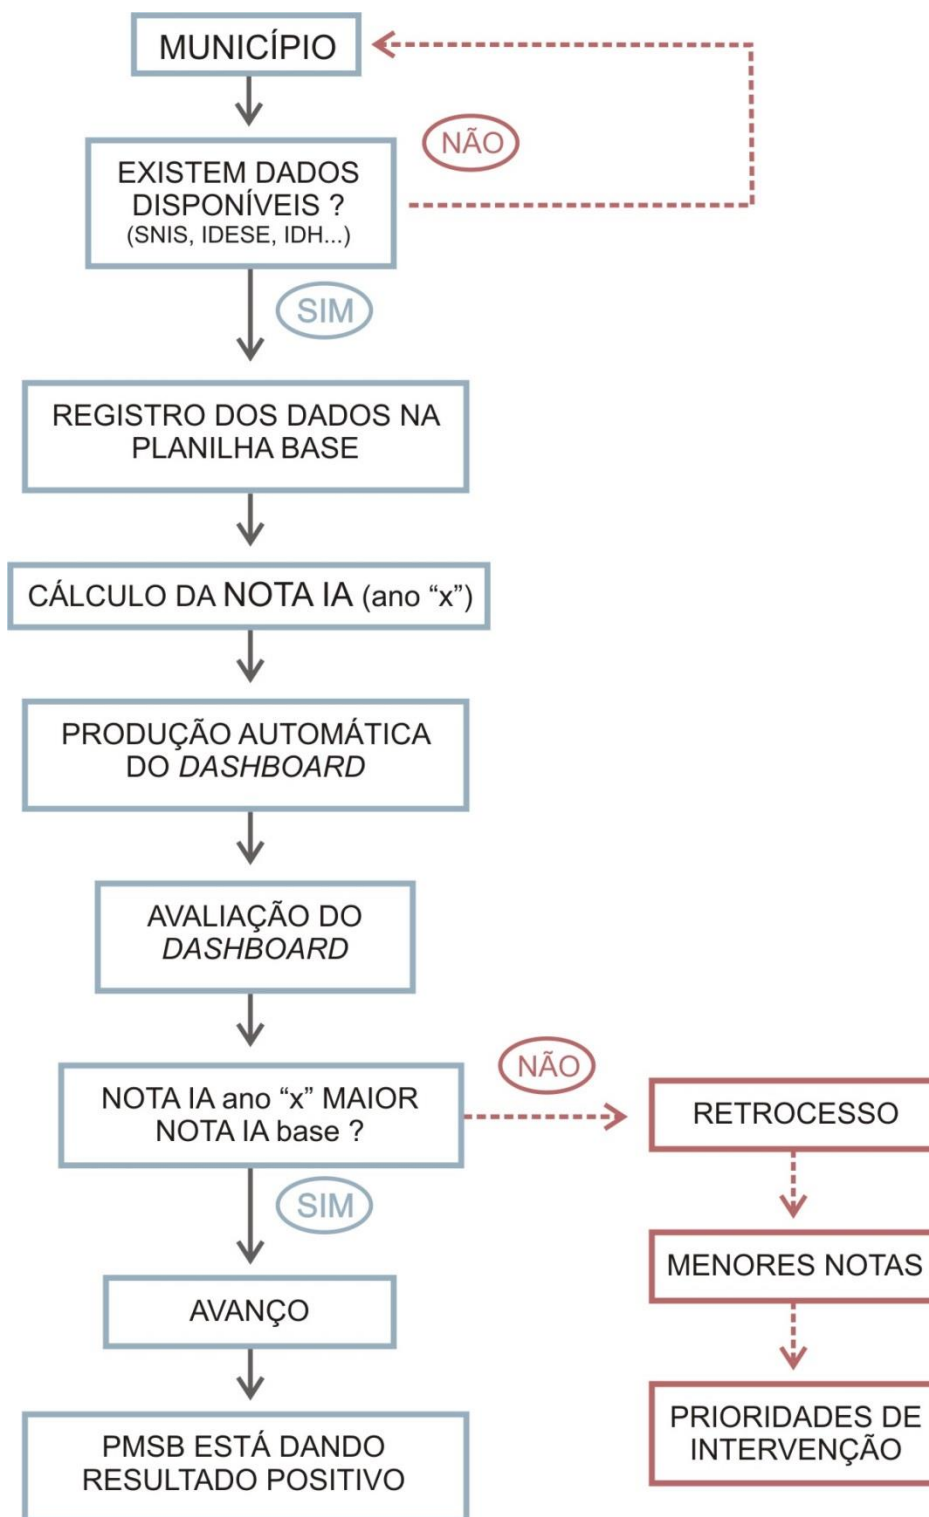 MUNICÍPIO
EXISTEM DADOS
DISPONÍVEIS ?
(SNIS, IDESE, IDH...)
NÃO
SIM
REGISTRO DOS DADOS NA
PLANILHA BASE
CÁLCULO DA NOTA IA (ano “x”)
PRODUÇÃO AUTOMÁTICA
DO DASHBOARD
AVALIAÇÃO DO
DASHBOARD
NOTA IA ano “x” MAIOR
NOTA IA base ?
NÃO
SIM
AVANÇO
PMSB ESTÁ DANDO
RESULTADO POSITIVO
RETROCESSO
MENORES NOTAS
PRIORIDADES DE
INTERVENÇÃO